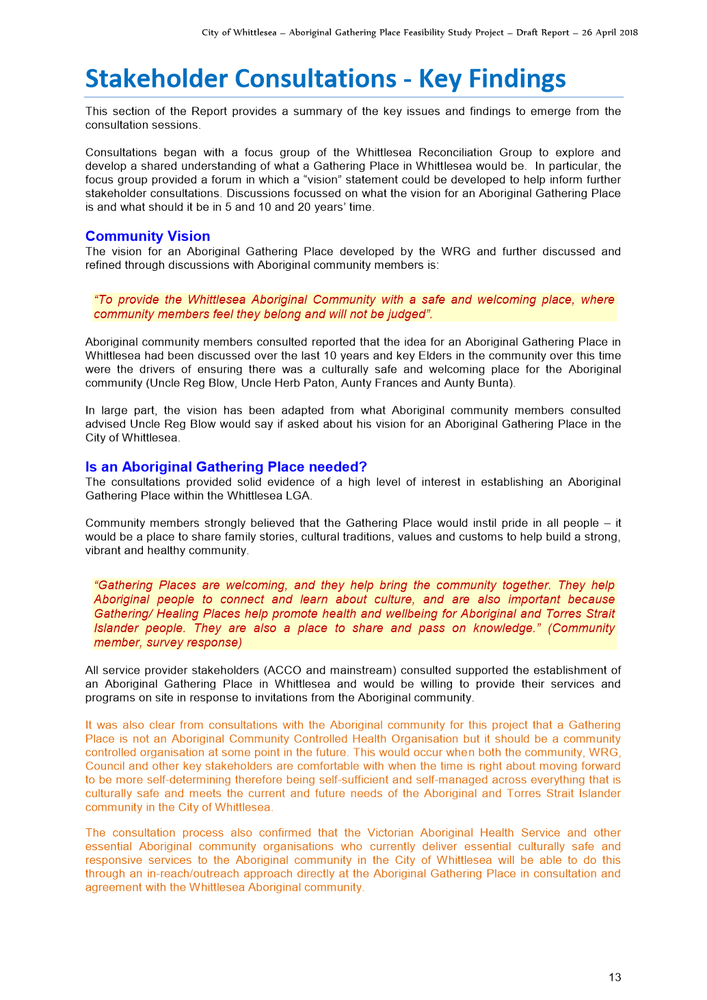 City of Whittlesea – Aboriginal Gathering Place Feasibility Study Project – Draft Report – 26 April 2018
Stakeholder Consultations - Key Findings
This section of the Report provides a summary of the key issues and findings to emerge from the
consultation sessions.
Consultations began with a focus group of the Whittlesea Reconciliation Group to explore and
develop a shared understanding of what a Gathering Place in Whittlesea would be.  In particular, the
focus group provided a forum in which a “vision” statement could be developed to help inform further
stakeholder consultations. Discussions focussed on what the vision for an Aboriginal Gathering Place
is and what should it be in 5 and 10 and 20 years’ time.
Community Vision
The vision for an Aboriginal Gathering Place developed by the WRG and further discussed and
refined through discussions with Aboriginal community members is:
“To provide the Whittlesea Aboriginal Community with a safe and welcoming place, where
community members feel they belong and will not be judged”.
Aboriginal community members consulted reported that the idea for an Aboriginal Gathering Place in
Whittlesea had been discussed over the last 10 years and key Elders in the community over this time
were the drivers of ensuring there was a culturally safe and welcoming place for the Aboriginal
community (Uncle Reg Blow, Uncle Herb Paton, Aunty Frances and Aunty Bunta).
In large part, the vision has been adapted from what Aboriginal community members consulted
advised Uncle Reg Blow would say if asked about his vision for an Aboriginal Gathering Place in the
City of Whittlesea.
Is an Aboriginal Gathering Place needed?
The consultations provided solid evidence of a high level of interest in establishing an Aboriginal
Gathering Place within the Whittlesea LGA.
Community members strongly believed that the Gathering Place would instil pride in all people – it
would be a place to share family stories, cultural traditions, values and customs to help build a strong,
vibrant and healthy community.
“Gathering Places are welcoming, and they help bring the community together. They help
Aboriginal people to connect and learn about culture, and are also important because
Gathering/ Healing Places help promote health and wellbeing for Aboriginal and Torres Strait
Islander people. They are also a place to share and pass on knowledge.” (Community
member, survey response)
All service provider stakeholders (ACCO and mainstream) consulted supported the establishment of
an Aboriginal Gathering Place in Whittlesea and would be willing to provide their services and
programs on site in response to invitations from the Aboriginal community.
It was also clear from consultations with the Aboriginal community for this project that a Gathering
Place is not an Aboriginal Community Controlled Health Organisation but it should be a community
controlled organisation at some point in the future. This would occur when both the community, WRG,
Council and other key stakeholders are comfortable with when the time is right about moving forward
to be more self-determining therefore being self-sufficient and self-managed across everything that is
culturally safe and meets the current and future needs of the Aboriginal and Torres Strait Islander
community in the City of Whittlesea.
The consultation process also confirmed that the Victorian Aboriginal Health Service and other
essential Aboriginal community organisations who currently deliver essential culturally safe and
responsive services to the Aboriginal community in the City of Whittlesea will be able to do this
through an in-reach/outreach approach directly at the Aboriginal Gathering Place in consultation and
agreement with the Whittlesea Aboriginal community.
13